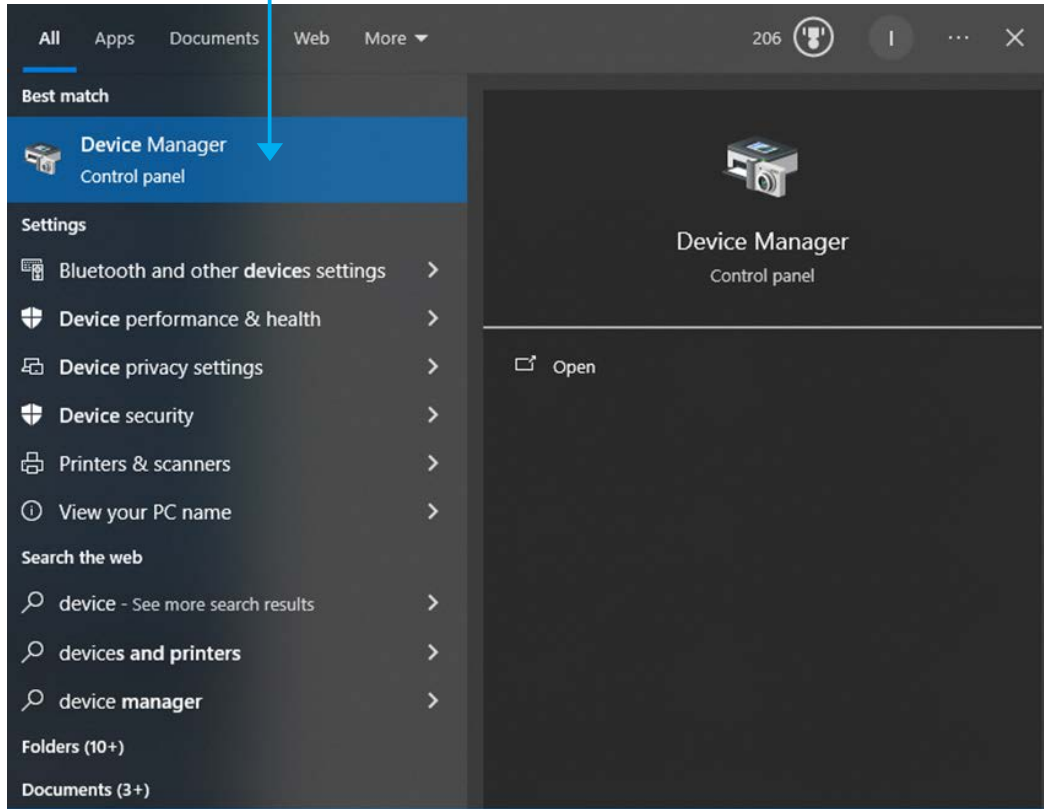 All Apps Documents Web More 206 I ... X
Best match
Device Manager
Control panel
Settings
Bluetooth and other devices settings
Device performance & health
Device privacy settings
Device security
Printers & scanners
View your PC name
Search the web
device - See more search results
devices and printers
device manager
Folders (10+)
Documents (3+)
Device Manager
Control panel
Open